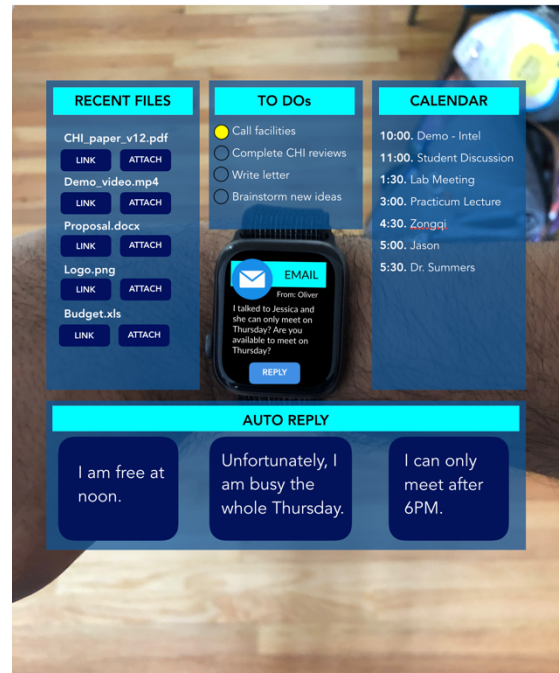 RECENT FILES
CHI_paper_v12.pdf
LINK
ATTACH
Demo_video.mp4
LINK
ATTACH
Proposal.docx
LINK
ATTACH
Logo.png
LINK
ATTACH
Budget.xls
LINK
ATTACH
TO DOs
Call facilities
Complete CHI reviews
Write letter
Brainstorm new ideas
CALENDAR
10:00. Demo - Intel
11:00. Student Discussion
1:30. Lab Meeting
3:00. Practicum Lecture
4:30. Zongqi
5:00. Jason
5:30. Dr. Summers
EMAIL
From: Oliver
I talked to Jessica and
she can only meet on
Thursday? Are you
available to meet on
Thursday?
REPLY
AUTO REPLY
I am free at
noon.
Unfortunately, I
am busy the
whole Thursday.
I can only
meet after
6PM.